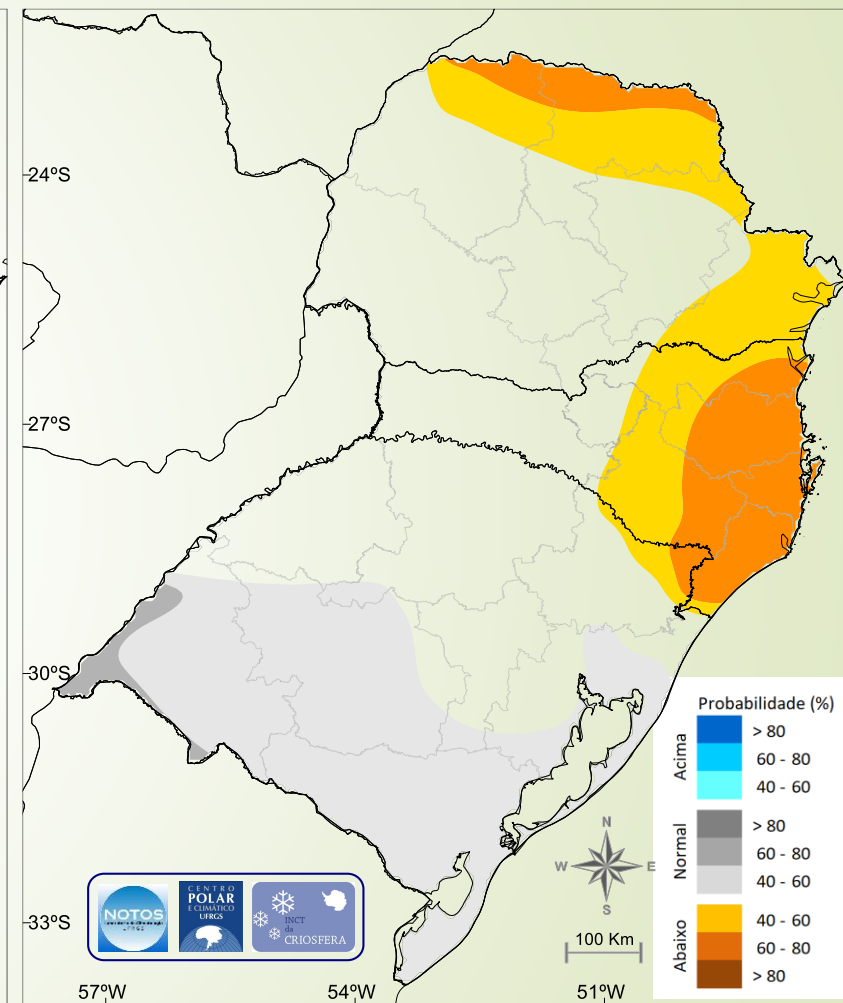 24ºS
27ºS
30ºS
33ºS
57ºW
54ºW
51ºW
Probabilidade (%)
Acima
> 80
60 - 80
40 - 60
Normal
> 80
60 - 80
40 - 60
Abaixo
40 - 60
60 - 80
> 80
N
W
E
S
100 Km
NOTOS
CENTRO
POLAR
E CLIMÁTICO
UFRGS
INCT
da
CRIOSFERA